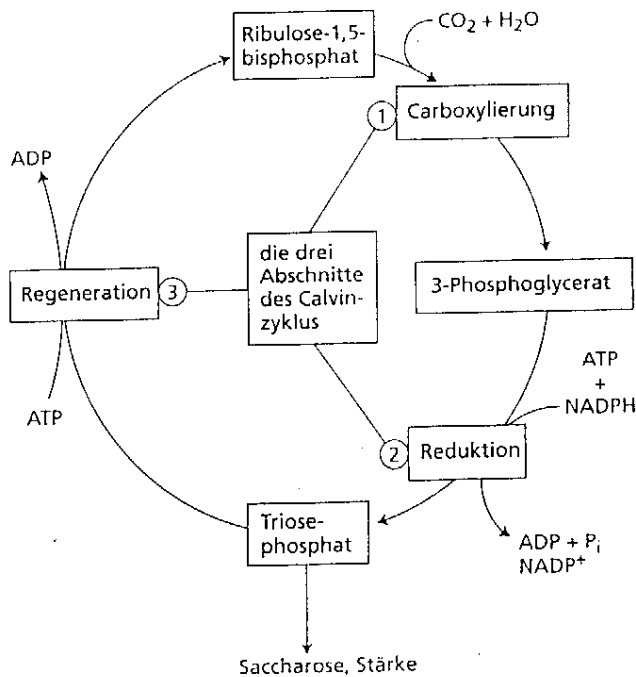 Ribulose-1,5-
bisphosphat
CO₂ + H₂O
1
Carboxylierung
ADP
die drei
Abschnitte
des Calvin-
zyklus
Regeneration
3
3-Phosphoglycerat
ATP
+
NADPH
ATP
2
Reduktion
Triose-
phosphat
ADP + Pᵢ
NADP⁺
Saccharose, Stärke